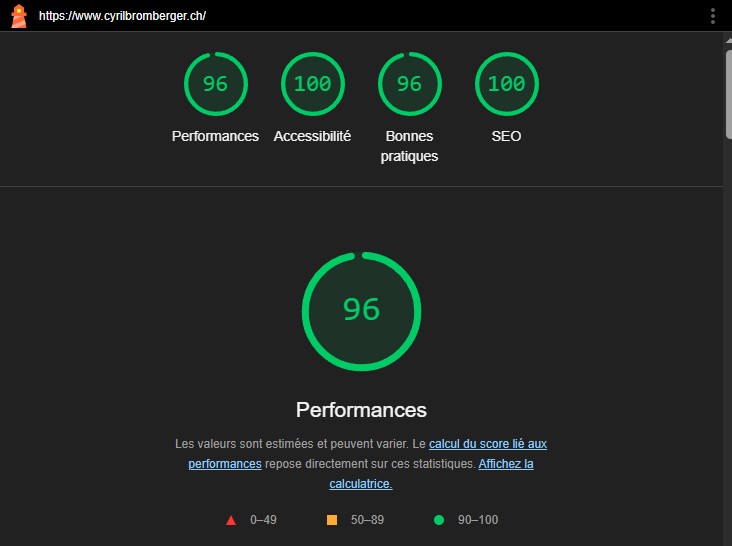 https://www.cyrilbromberger.ch/
96 100 96 100
Performances Accessibilité Bonnes pratiques SEO
96
Performances
Les valeurs sont estimées et peuvent varier. Le calcul du score lié aux
performances repose directement sur ces statistiques. Affichez la
calculatrice.
0–49 50–89 90–100